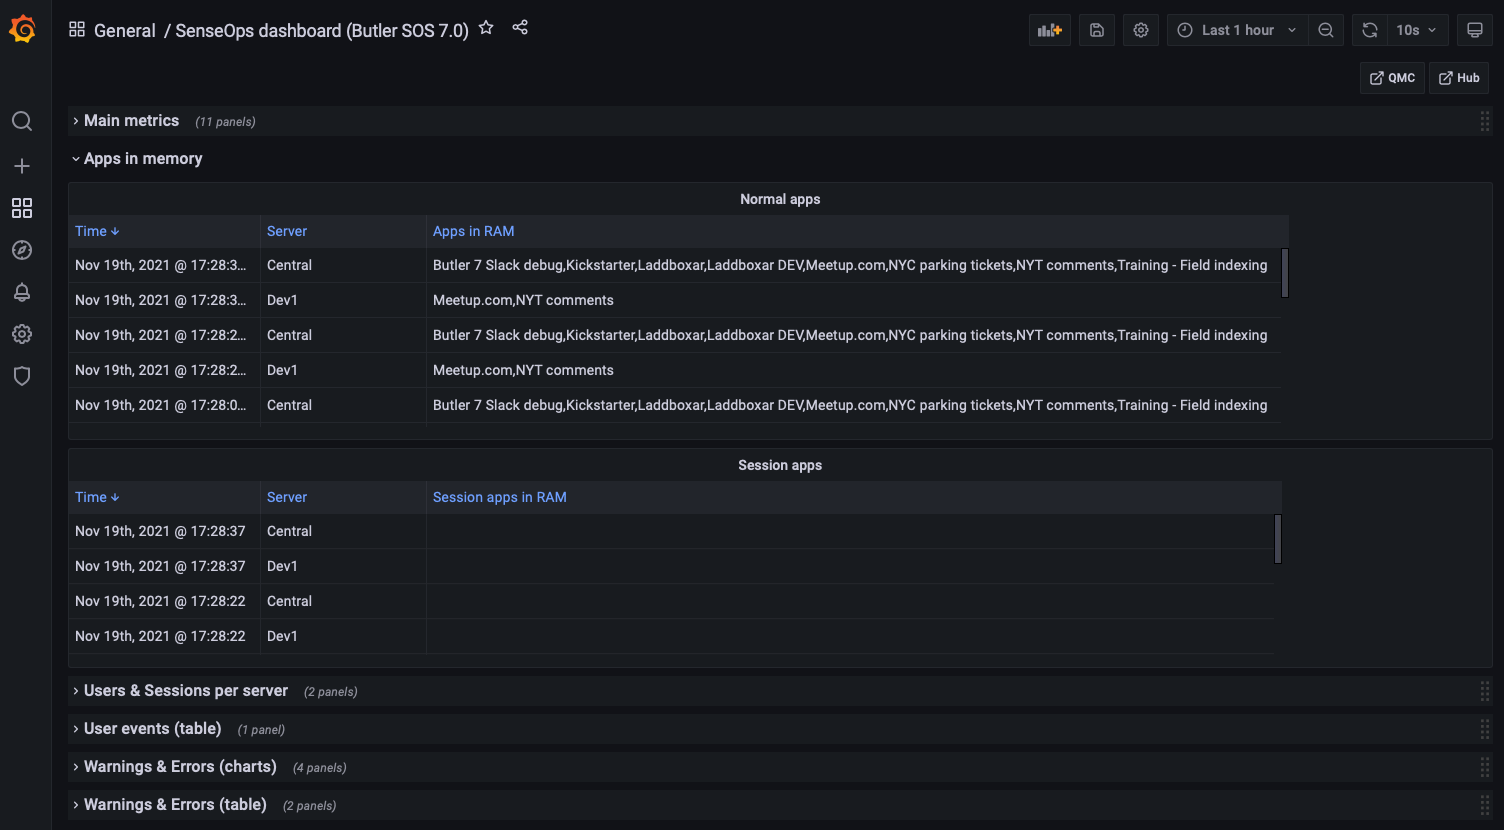 General / SenseOps dashboard (Butler SOS 7.0)
Last 1 hour
10s
QMC
Hub
Main metrics (11 panels)
Apps in memory
Normal apps
Time Server Apps in RAM
Nov 19th, 2021 @ 17:28:3... Central Butler 7 Slack debug,Kickstarter,Laddboxar,Laddboxar DEV,Meetup.com,NYC parking tickets,NYT comments,Training - Field indexing
Nov 19th, 2021 @ 17:28:3... Dev1 Meetup.com,NYT comments
Nov 19th, 2021 @ 17:28:2... Central Butler 7 Slack debug,Kickstarter,Laddboxar,Laddboxar DEV,Meetup.com,NYC parking tickets,NYT comments,Training - Field indexing
Nov 19th, 2021 @ 17:28:2... Dev1 Meetup.com,NYT comments
Nov 19th, 2021 @ 17:28:0... Central Butler 7 Slack debug,Kickstarter,Laddboxar,Laddboxar DEV,Meetup.com,NYC parking tickets,NYT comments,Training - Field indexing
Session apps
Time Server Session apps in RAM
Nov 19th, 2021 @ 17:28:37 Central
Nov 19th, 2021 @ 17:28:37 Dev1
Nov 19th, 2021 @ 17:28:22 Central
Nov 19th, 2021 @ 17:28:22 Dev1
Users & Sessions per server (2 panels)
User events (table) (1 panel)
Warnings & Errors (charts) (4 panels)
Warnings & Errors (table) (2 panels)